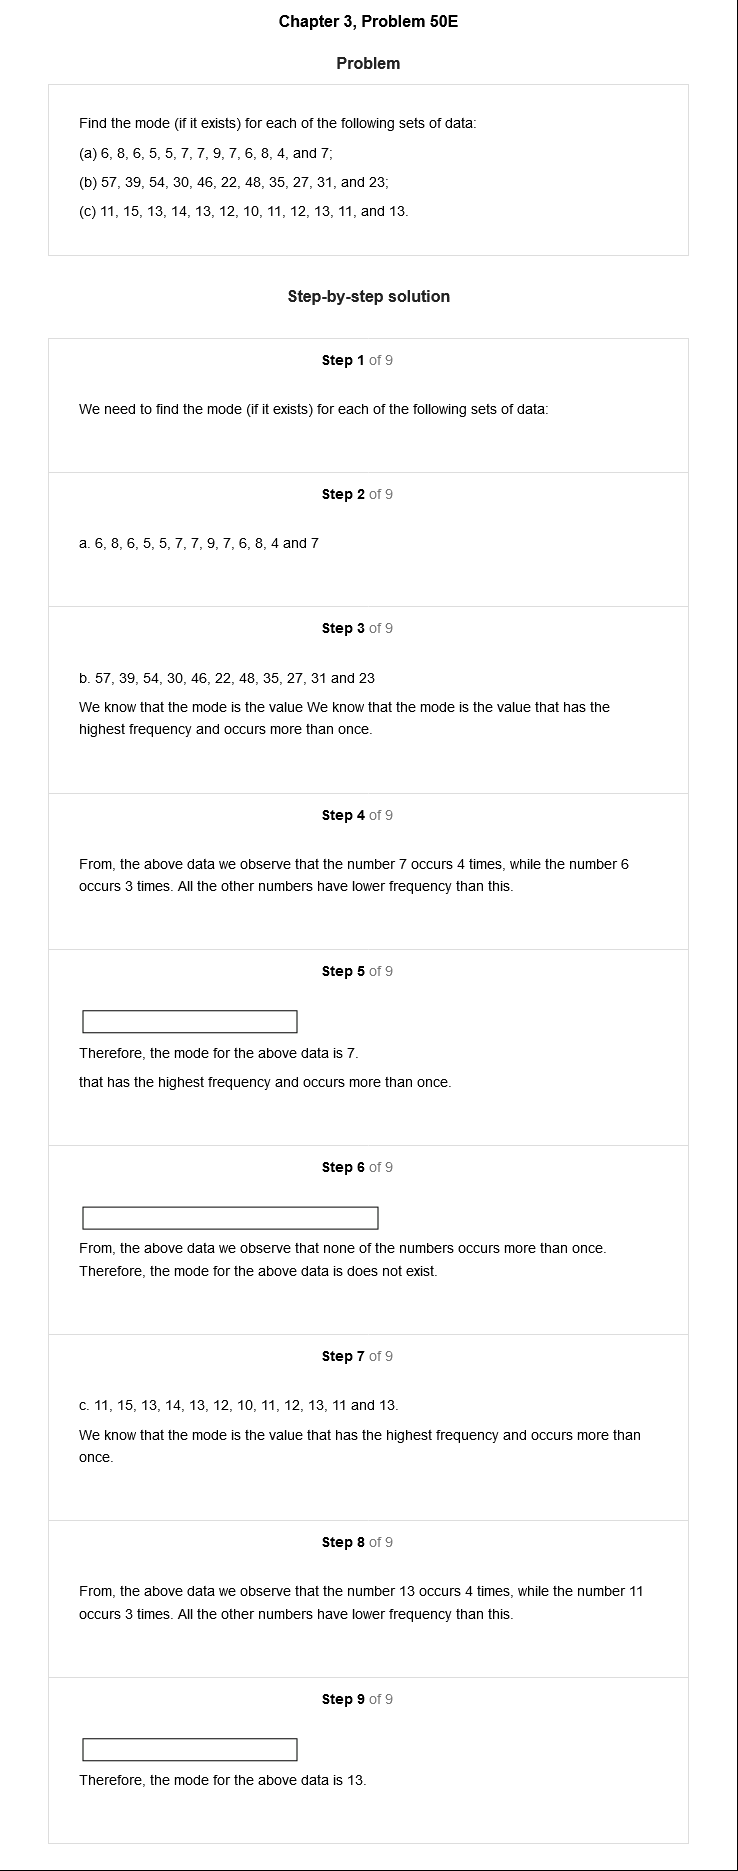 Chapter 3, Problem 50E
Problem
Find the mode (if it exists) for each of the following sets of data:
(a) 6, 8, 6, 5, 5, 7, 7, 9, 7, 6, 8, 4, and 7;
(b) 57, 39, 54, 30, 46, 22, 48, 35, 27, 31, and 23;
(c) 11, 15, 13, 14, 13, 12, 10, 11, 12, 13, 11, and 13.
Step-by-step solution
Step 1 of 9
We need to find the mode (if it exists) for each of the following sets of data:
Step 2 of 9
a. 6, 8, 6, 5, 5, 7, 7, 9, 7, 6, 8, 4 and 7
Step 3 of 9
b. 57, 39, 54, 30, 46, 22, 48, 35, 27, 31 and 23
We know that the mode is the value We know that the mode is the value that has the
highest frequency and occurs more than once.
Step 4 of 9
From, the above data we observe that the number 7 occurs 4 times, while the number 6
occurs 3 times. All the other numbers have lower frequency than this.
Step 5 of 9
Therefore, the mode for the above data is 7.
that has the highest frequency and occurs more than once.
Step 6 of 9
From, the above data we observe that none of the numbers occurs more than once.
Therefore, the mode for the above data is does not exist.
Step 7 of 9
c. 11, 15, 13, 14, 13, 12, 10, 11, 12, 13, 11 and 13.
We know that the mode is the value that has the highest frequency and occurs more than
once.
Step 8 of 9
From, the above data we observe that the number 13 occurs 4 times, while the number 11
occurs 3 times. All the other numbers have lower frequency than this.
Step 9 of 9
Therefore, the mode for the above data is 13.